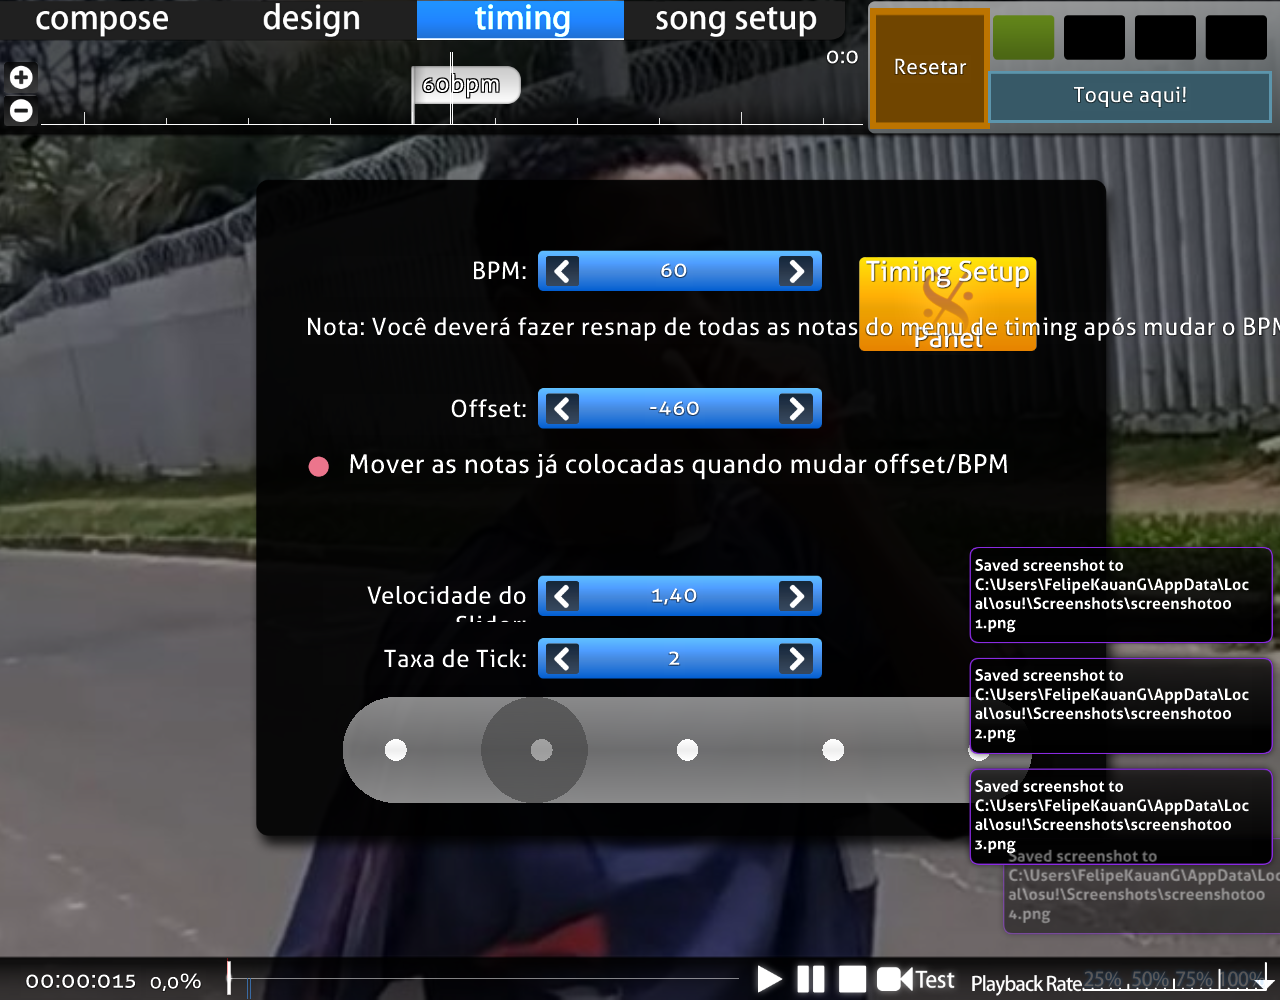 compose design timing song setup
60bpm
0:0
Resetar
Toque aqui!
BPM: 60
Timing Setup
Panel
Nota: Você deverá fazer resnap de todas as notas do menu de timing após mudar o BPM
Offset: -460
Mover as notas já colocadas quando mudar offset/BPM
Velocidade do
Slider: 1,40
Taxa de Tick: 2
Saved screenshot to
C:\Users\FelipeKauanG\AppData\Loc
al\osu!\Screenshots\screenshot00
1.png
Saved screenshot to
C:\Users\FelipeKauanG\AppData\Loc
al\osu!\Screenshots\screenshot00
2.png
Saved screenshot to
C:\Users\FelipeKauanG\AppData\Loc
al\osu!\Screenshots\screenshot00
3.png
Saved screenshot to
C:\Users\FelipeKauanG\AppData\Loc
al\osu!\Screenshots\screenshot00
4.png
00:00:015 0,0% Test Playback Rate 25% 50% 75% 100%